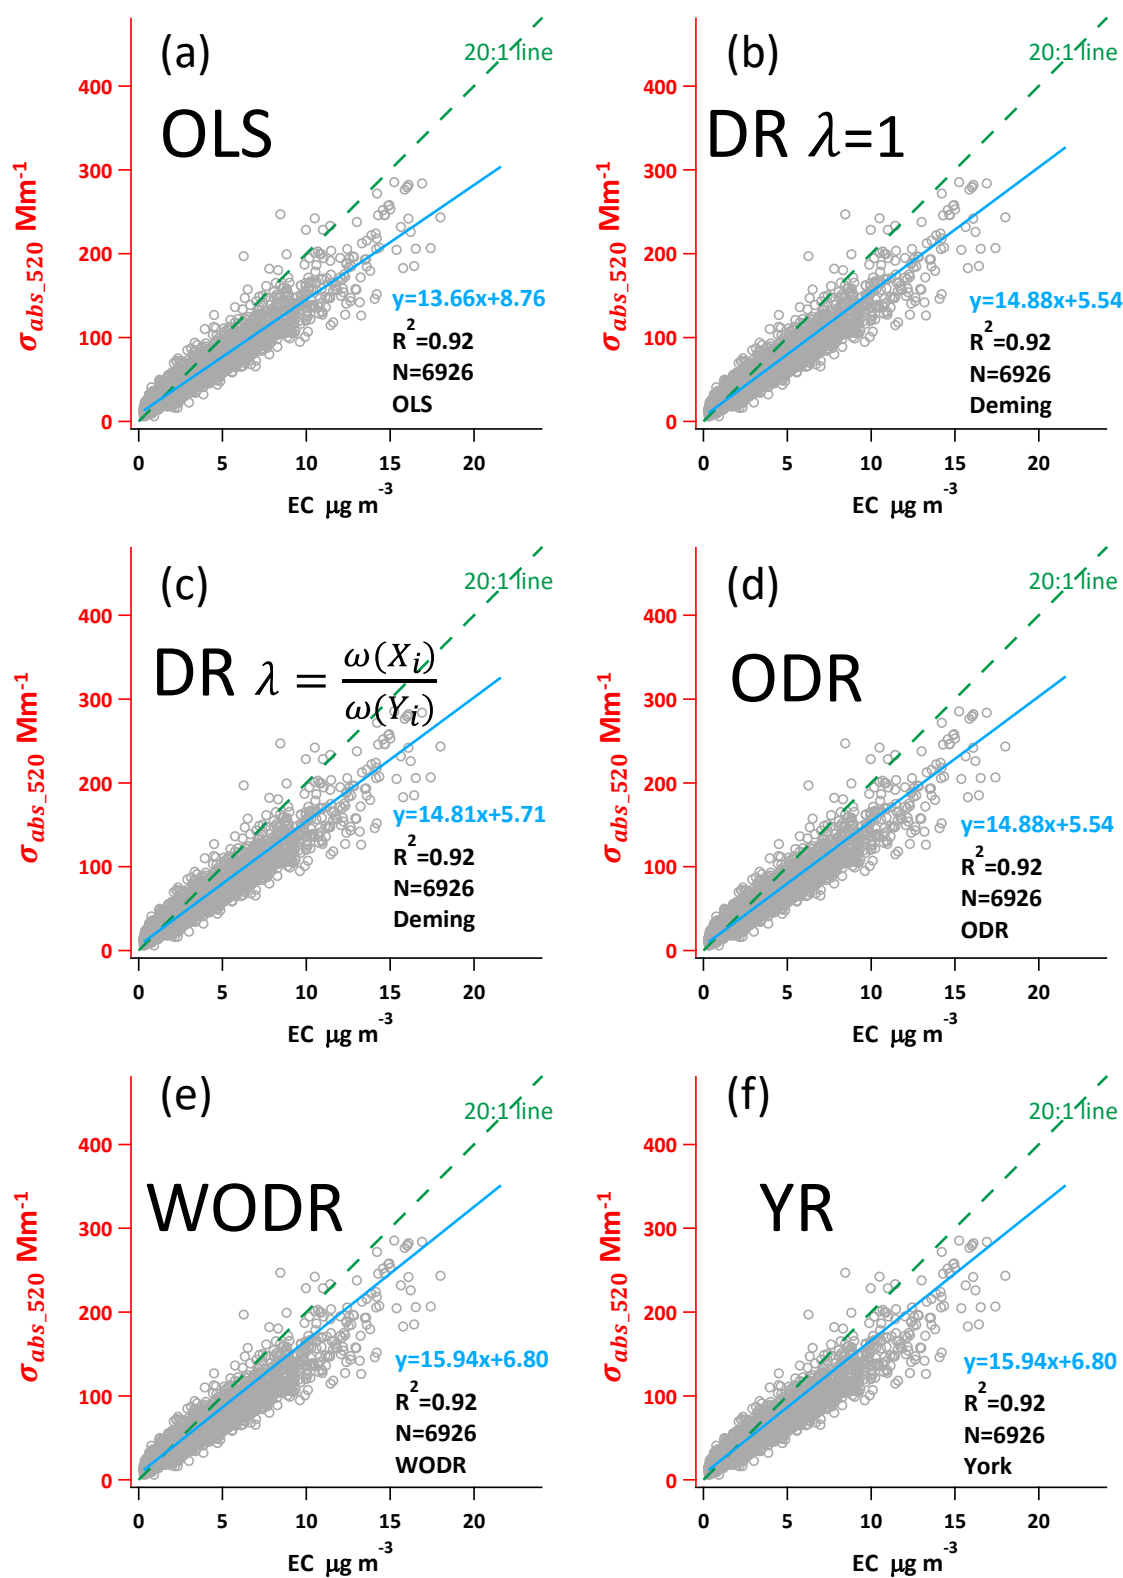 (a)
20:1 line
OLS
400
300
200
100
0
σabs_520 Mm-1
y=13.66x+8.76
R2=0.92
N=6926
OLS
0 5 10 15 20
EC μg m-3
(b)
20:1 line
DR λ=1
400
300
200
100
0
σabs_520 Mm-1
y=14.88x+5.54
R2=0.92
N=6926
Deming
0 5 10 15 20
EC μg m-3
(c)
20:1 line
DR λ = ω(Xi)
ω(Yi)
400
300
200
100
0
σabs_520 Mm-1
y=14.81x+5.71
R2=0.92
N=6926
Deming
0 5 10 15 20
EC μg m-3
(d)
20:1 line
ODR
400
300
200
100
0
σabs_520 Mm-1
y=14.88x+5.54
R2=0.92
N=6926
ODR
0 5 10 15 20
EC μg m-3
(e)
20:1 line
WODR
400
300
200
100
0
σabs_520 Mm-1
y=15.94x+6.80
R2=0.92
N=6926
WODR
0 5 10 15 20
EC μg m-3
(f)
20:1 line
YR
400
300
200
100
0
σabs_520 Mm-1
y=15.94x+6.80
R2=0.92
N=6926
York
0 5 10 15 20
EC μg m-3